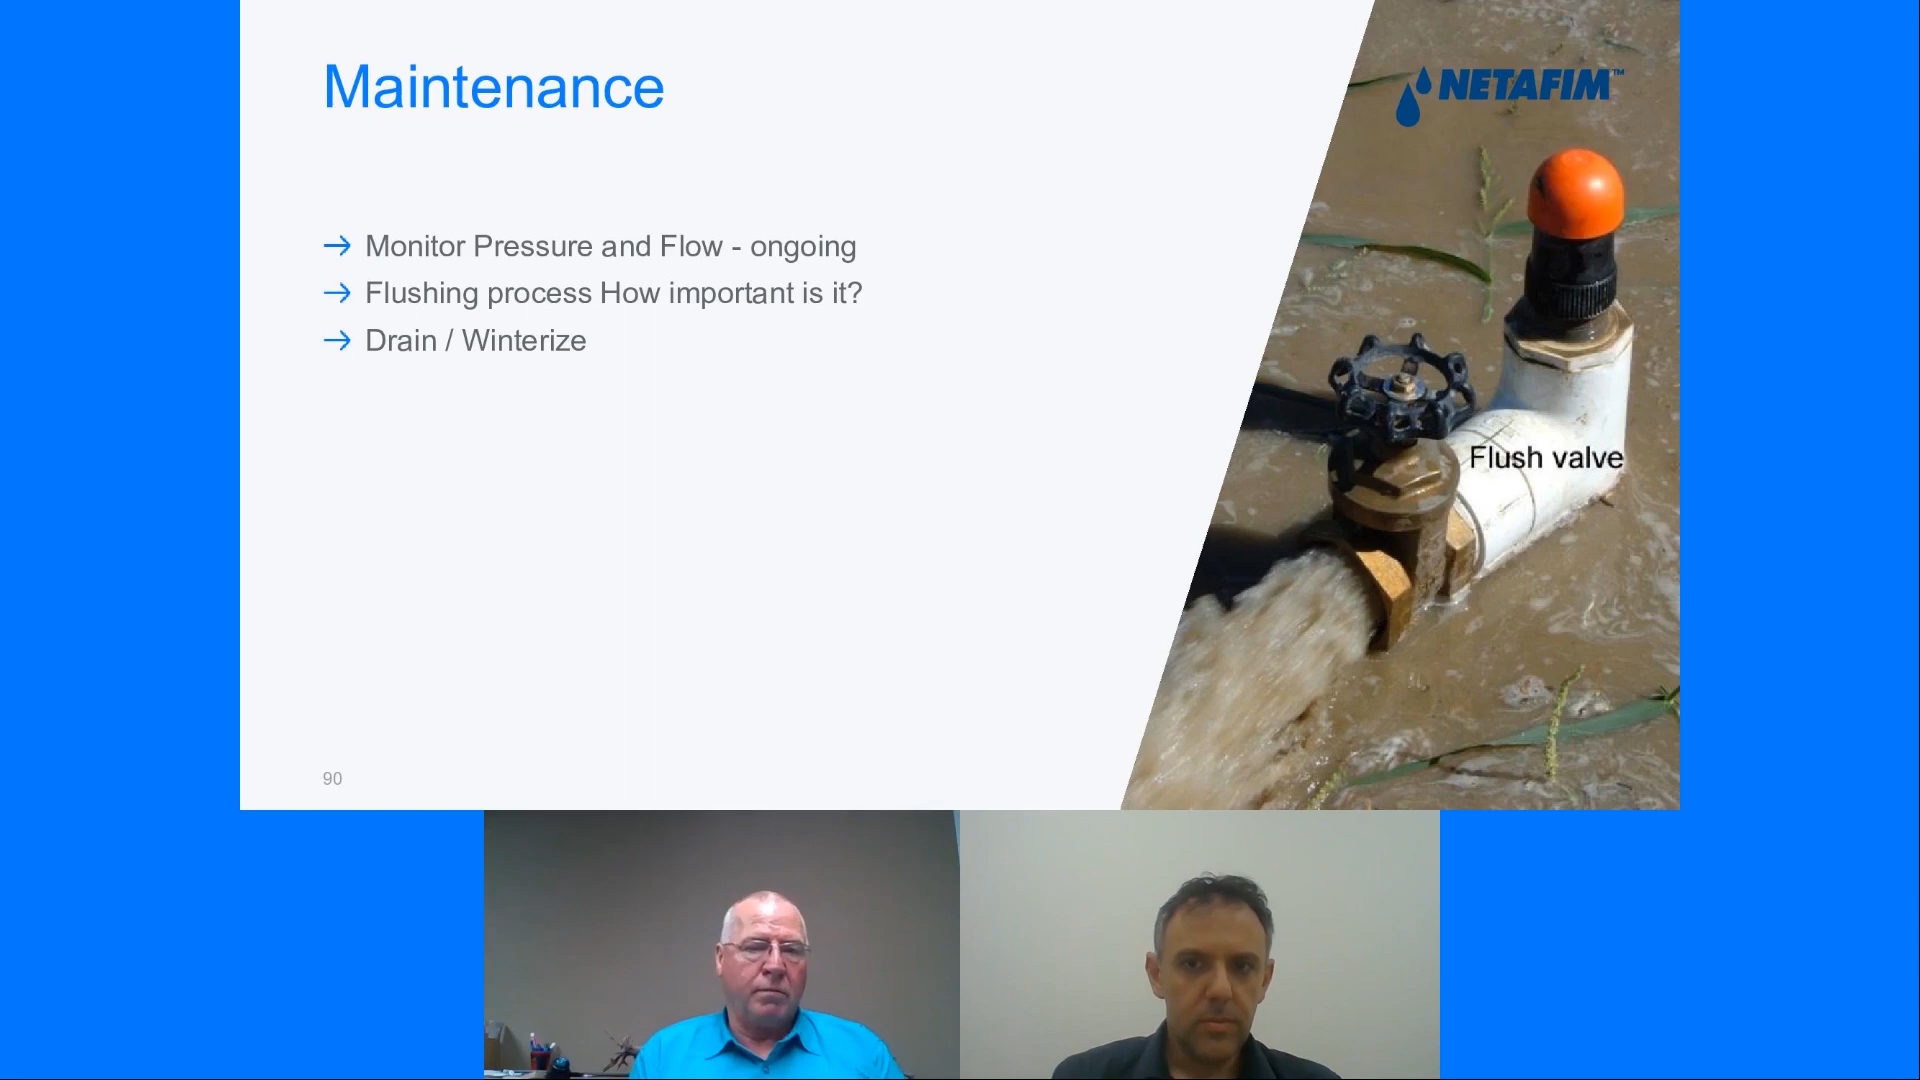 Maintenance
NETAFIM™
→ Monitor Pressure and Flow - ongoing
→ Flushing process How important is it?
→ Drain / Winterize
Flush valve
90